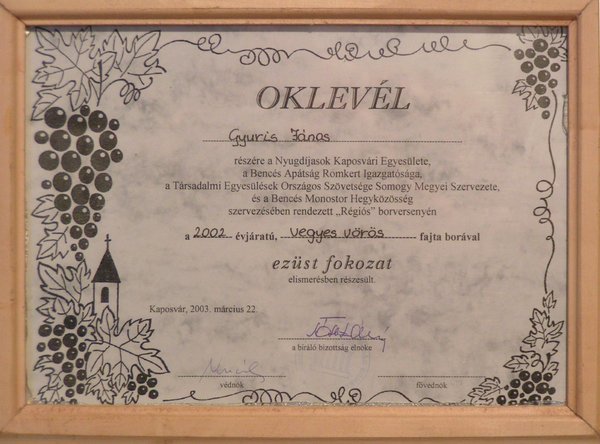 OKLEVÉL
Gyuris János
részére a Nyugdíjasok Kaposvári Egyesülete,
a Bencés Apátság Romkert Igazgatósága,
a Társadalmi Egyesülések Országos Szövetsége Somogy Megyei Szervezete,
és a Bencés Monostor Hegyközösség
szervezésében rendezett „Régiós” borversenyén
a 2002 évjáratú, vegyes vörös fajta borával
ezüst fokozat
elismerésben részesült.
Kaposvár, 2003. március 22.
a bíráló bizottság elnöke
védnök
fővédnök